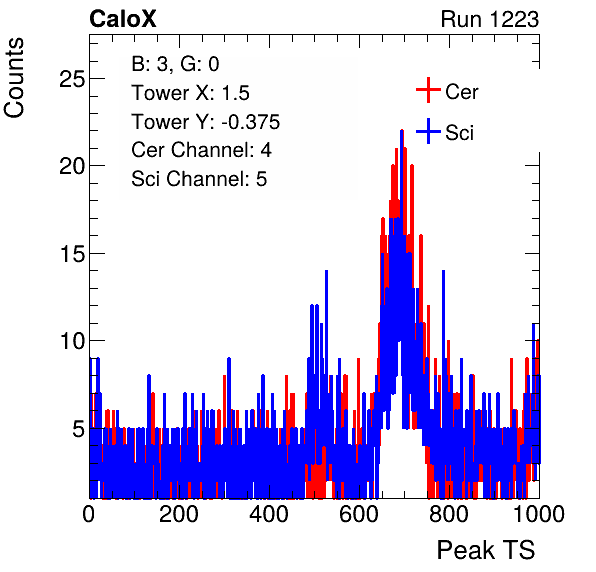 CaloX Run 1223
Counts
B: 3, G: 0
Tower X: 1.5
Tower Y: -0.375
Cer Channel: 4
Sci Channel: 5
Cer
Sci
25
20
15
10
5
0 200 400 600 800 1000
Peak TS